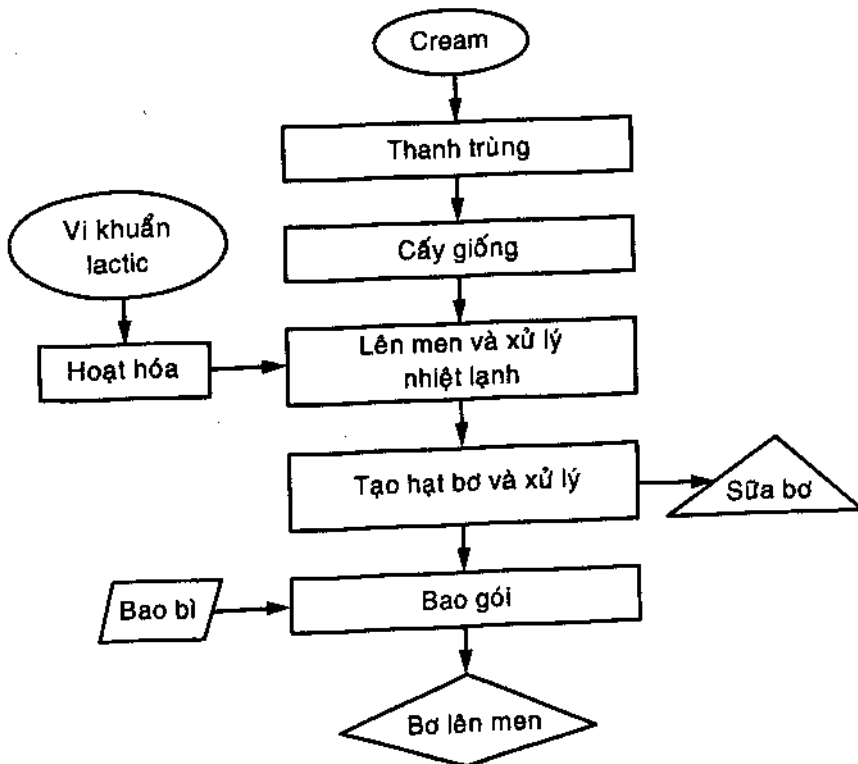 Cream
Thanh trùng
Vi khuẩn
lactic
Cấy giống
Hoạt hóa
Lên men và xử lý
nhiệt lạnh
Tạo hạt bơ và xử lý
Sữa bơ
Bao bì
Bao gói
Bơ lên men